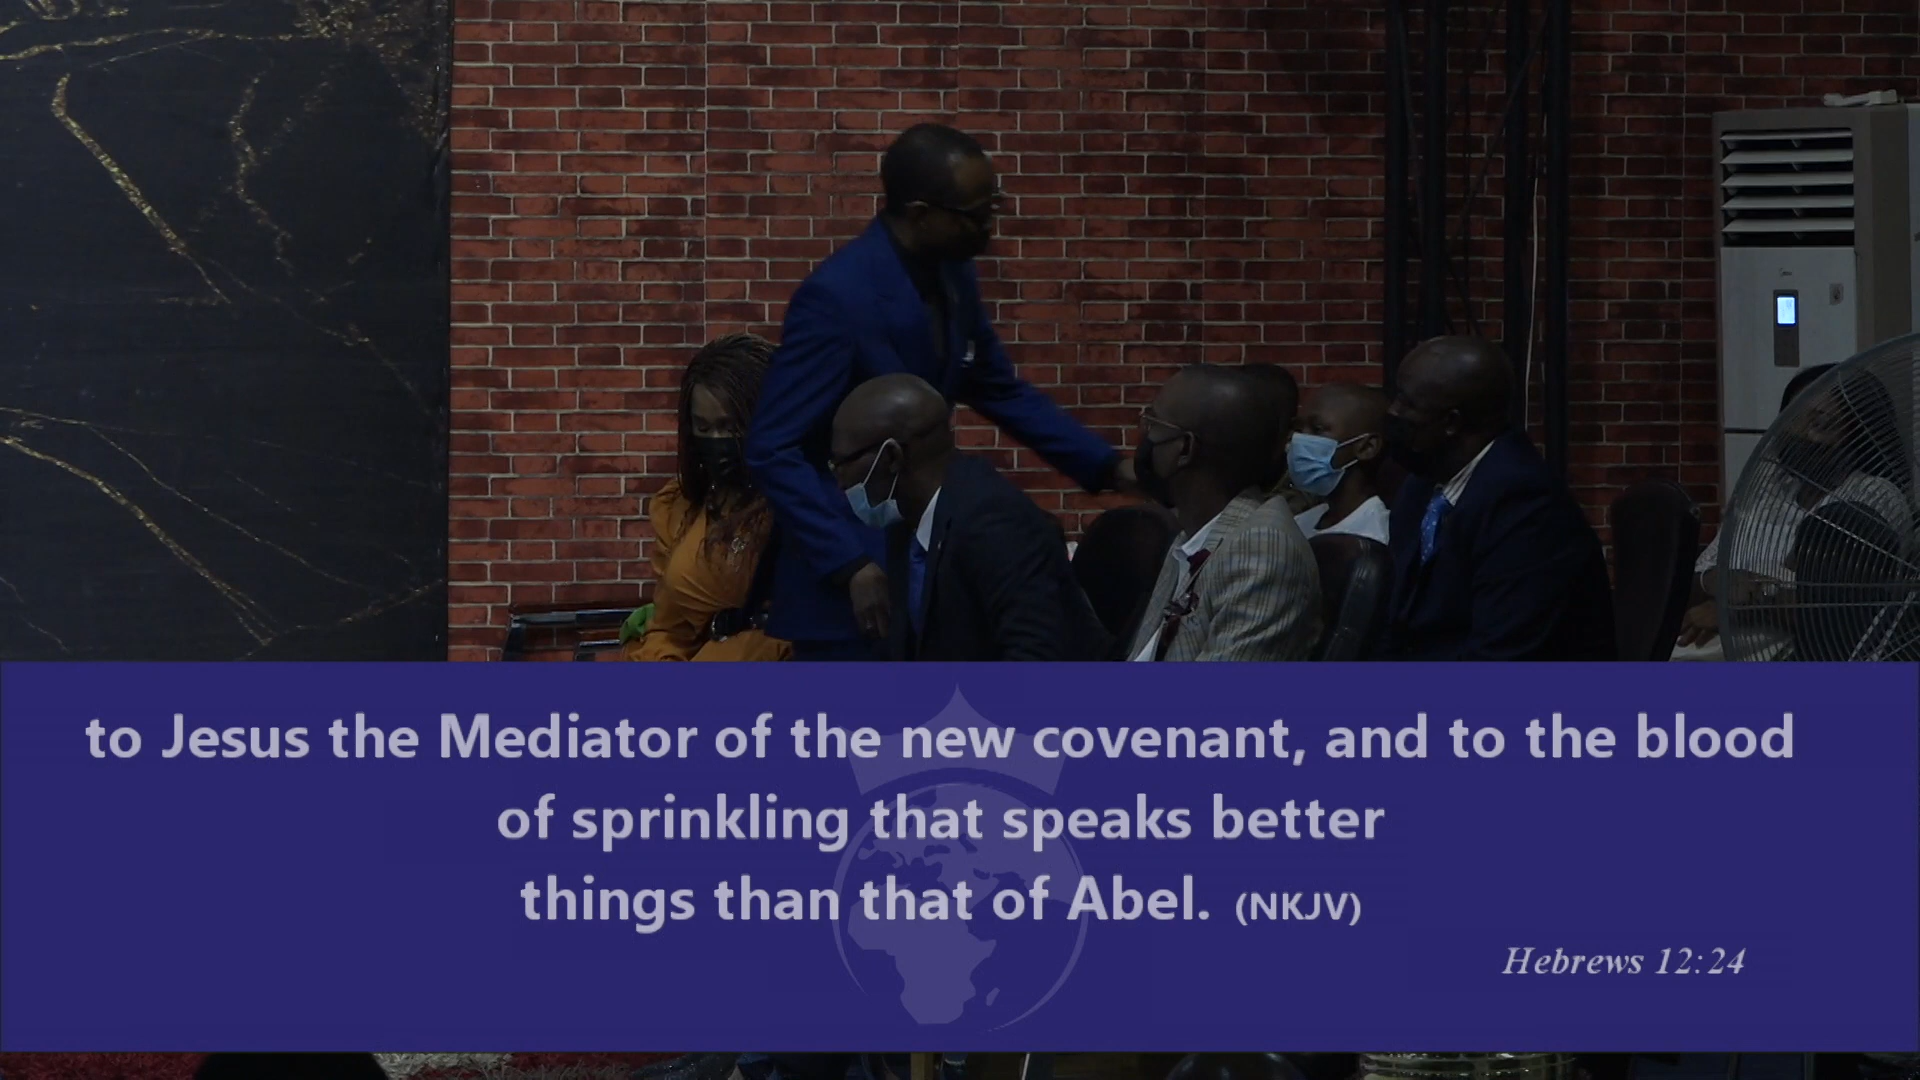 to Jesus the Mediator of the new covenant, and to the blood
of sprinkling that speaks better
things than that of Abel. (NKJV)
Hebrews 12:24